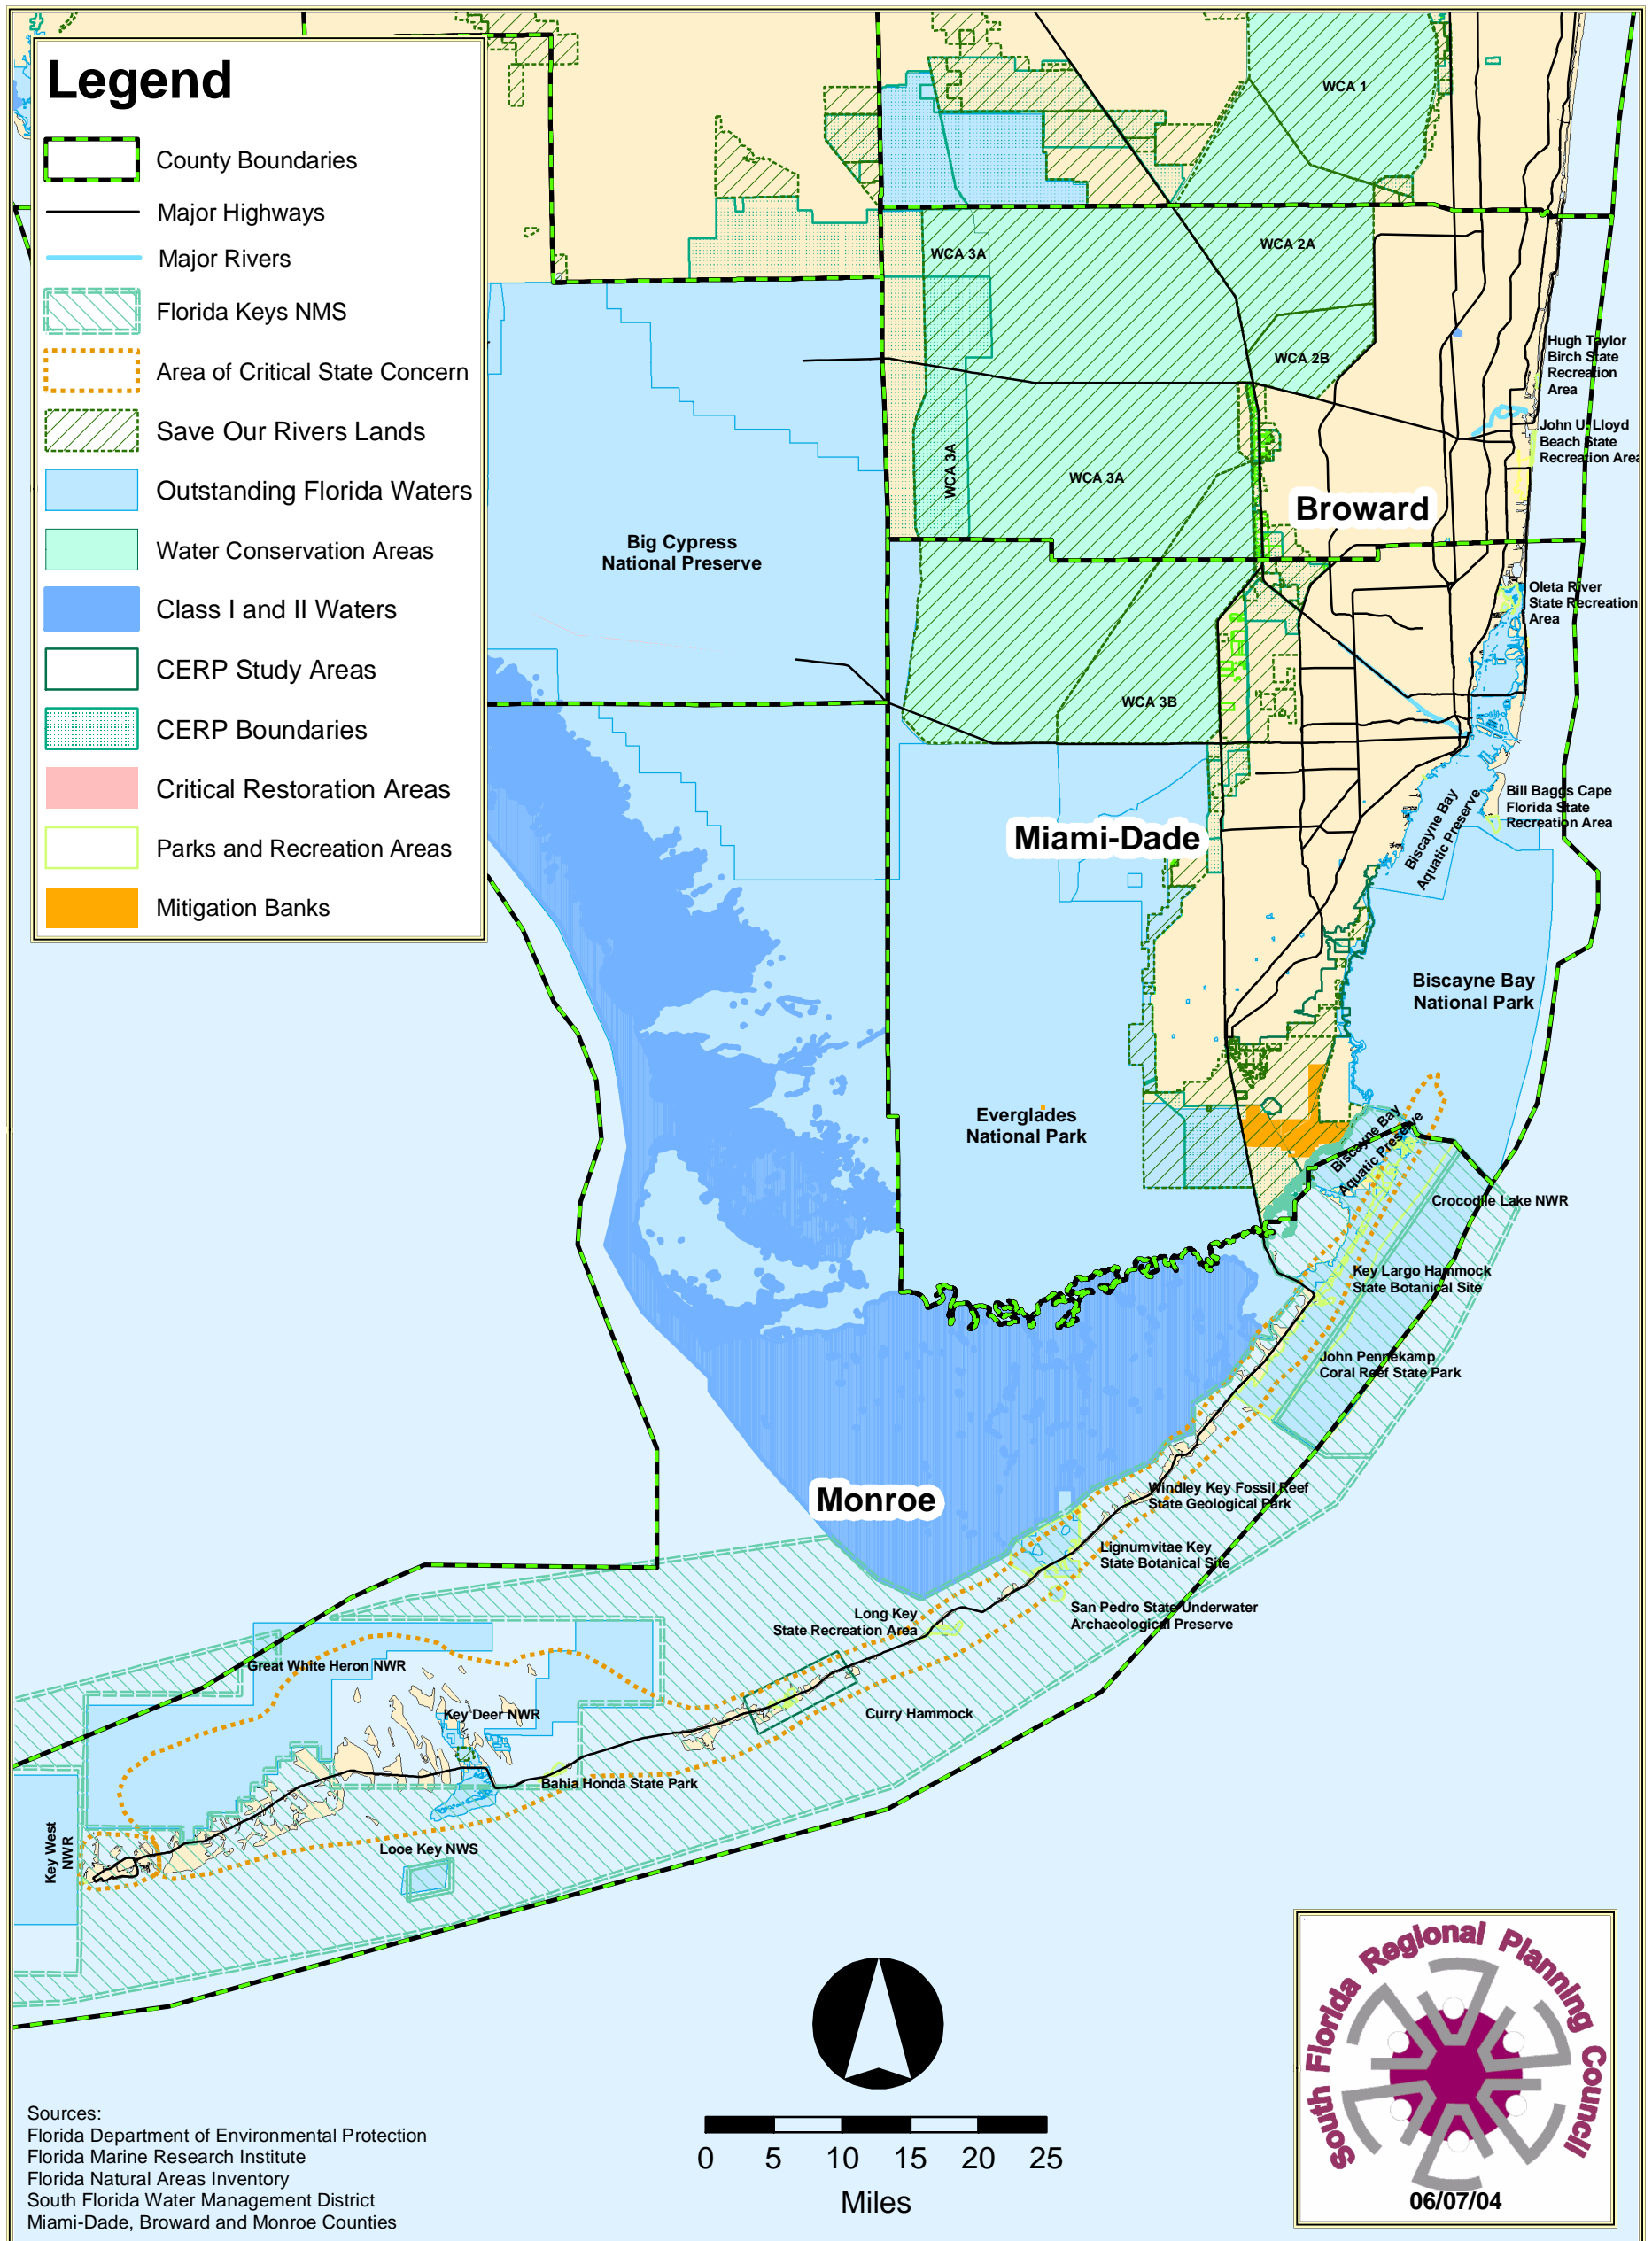 Legend
County Boundaries
Major Highways
Major Rivers
Florida Keys NMS
Area of Critical State Concern
Save Our Rivers Lands
Outstanding Florida Waters
Water Conservation Areas
Class I and II Waters
CERP Study Areas
CERP Boundaries
Critical Restoration Areas
Parks and Recreation Areas
Mitigation Banks
WCA 1
WCA 2A
WCA 3A
WCA 2B
Hugh Taylor
Birch State
Recreation
Area
John U. Lloyd
Beach State
Recreation Area
WCA 3A
WCA 3A
Broward
Big Cypress
National Preserve
Oleta River
State Recreation
Area
WCA 3B
Bill Baggs Cape
Florida State
Recreation Area
Biscayne Bay
Aquatic Preserve
Miami-Dade
Biscayne Bay
National Park
Everglades
National Park
Biscayne Bay
Aquatic Preserve
Crocodile Lake NWR
Key Largo Hammock
State Botanical Site
John Pennekamp
Coral Reef State Park
Monroe
Windley Key Fossil Reef
State Geological Park
Lignumvitae Key
State Botanical Site
San Pedro State Underwater
Archaeological Preserve
Long Key
State Recreation Area
Great White Heron NWR
Key Deer NWR
Curry Hammock
Bahia Honda State Park
Looe Key NWS
Key West
NWR
Sources:
Florida Department of Environmental Protection
Florida Marine Research Institute
Florida Natural Areas Inventory
South Florida Water Management District
Miami-Dade, Broward and Monroe Counties
0 5 10 15 20 25
Miles
South Florida Regional Planning Council
06/07/04